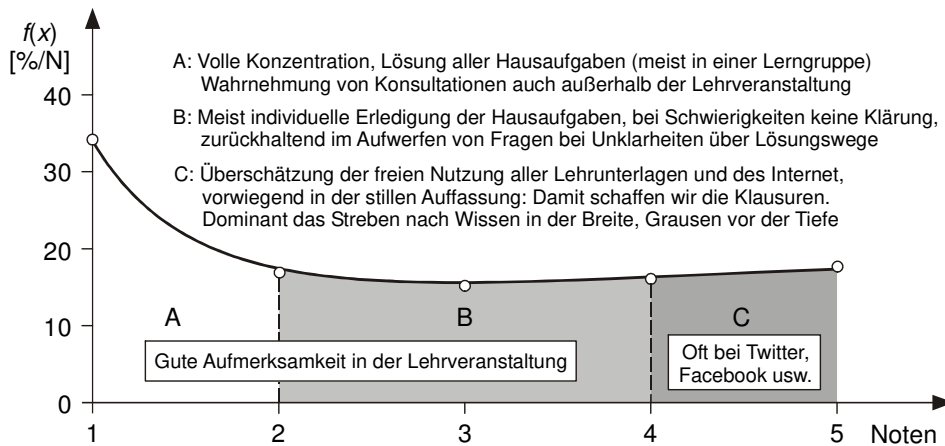 f(x)
[%/N]
A: Volle Konzentration, Lösung aller Hausaufgaben (meist in einer Lerngruppe)
Wahrnehmung von Konsultationen auch außerhalb der Lehrveranstaltung
B: Meist individuelle Erledigung der Hausaufgaben, bei Schwierigkeiten keine Klärung,
zurückhaltend im Aufwerfen von Fragen bei Unklarheiten über Lösungswege
C: Überschätzung der freien Nutzung aller Lehrunterlagen und des Internet,
vorwiegend in der stillen Auffassung: Damit schaffen wir die Klausuren.
Dominant das Streben nach Wissen in der Breite, Grausen vor der Tiefe
40
30
20
10
0
A
B
C
Gute Aufmerksamkeit in der Lehrveranstaltung
Oft bei Twitter,
Facebook usw.
1 2 3 4 5 Noten